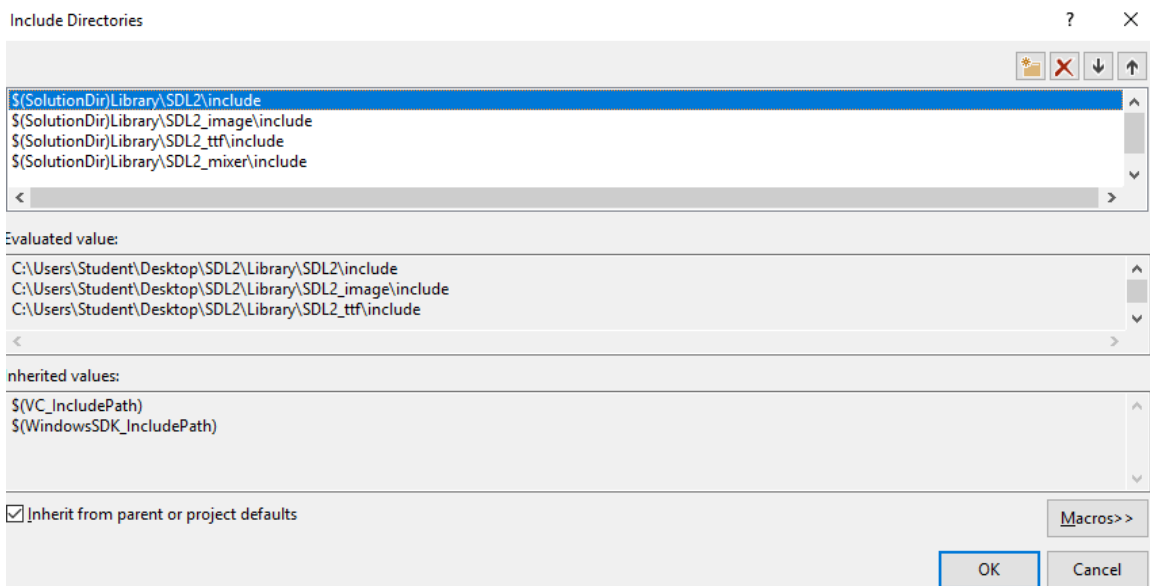 Include Directories
?
$(SolutionDir)Library\SDL2\include
$(SolutionDir)Library\SDL2_image\include
$(SolutionDir)Library\SDL2_ttf\include
$(SolutionDir)Library\SDL2_mixer\include
Evaluated value:
C:\Users\Student\Desktop\SDL2\Library\SDL2\include
C:\Users\Student\Desktop\SDL2\Library\SDL2_image\include
C:\Users\Student\Desktop\SDL2\Library\SDL2_ttf\include
nherited values:
$(VC_IncludePath)
$(WindowsSDK_IncludePath)
Inherit from parent or project defaults
Macros>>
OK
Cancel